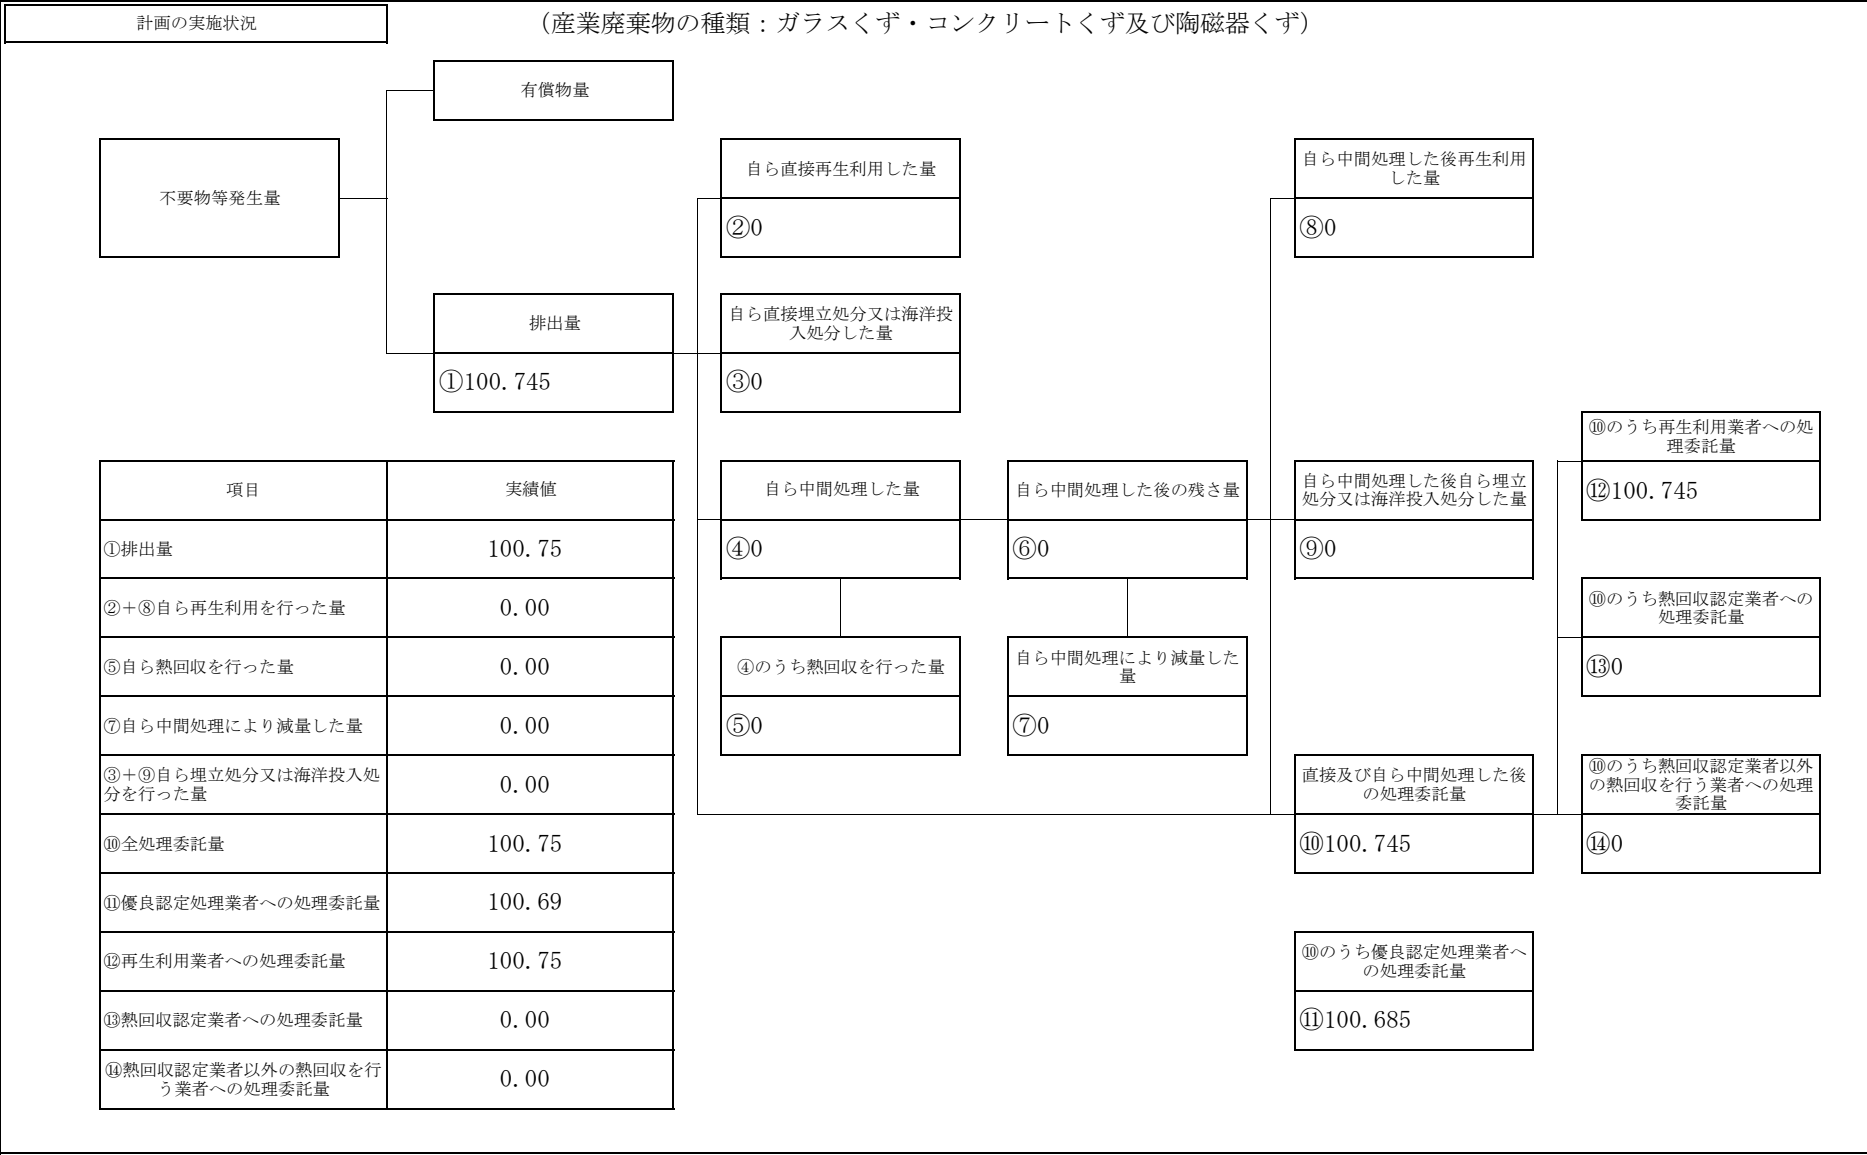 計画の実施状況
（産業廃棄物の種類：ガラスくず・コンクリートくず及び陶磁器くず）
有償物量
不要物等発生量
自ら直接再生利用した量
②0
自ら中間処理した後再生利用
した量
⑧0
排出量
①100.745
自ら直接埋立処分又は海洋投
入処分した量
③0
⑩のうち再生利用業者への処
理委託量
⑫100.745
自ら中間処理した量
④0
自ら中間処理した後の残さ量
⑥0
自ら中間処理した後自ら埋立
処分又は海洋投入処分した量
⑨0
⑩のうち熱回収認定業者への
処理委託量
⑬0
④のうち熱回収を行った量
⑤0
自ら中間処理により減量した
量
⑦0
直接及び自ら中間処理した後
の処理委託量
⑩100.745
⑩のうち熱回収認定業者以外
の熱回収を行う業者への処理
委託量
⑭0
⑩のうち優良認定処理業者へ
の処理委託量
⑪100.685
項目 実績値
①排出量 100.75
②＋⑧自ら再生利用を行った量 0.00
⑤自ら熱回収を行った量 0.00
⑦自ら中間処理により減量した量 0.00
③＋⑨自ら埋立処分又は海洋投入処
分を行った量 0.00
⑩全処理委託量 100.75
⑪優良認定処理業者への処理委託量 100.69
⑫再生利用業者への処理委託量 100.75
⑬熱回収認定業者への処理委託量 0.00
⑭熱回収認定業者以外の熱回収を行
う業者への処理委託量 0.00